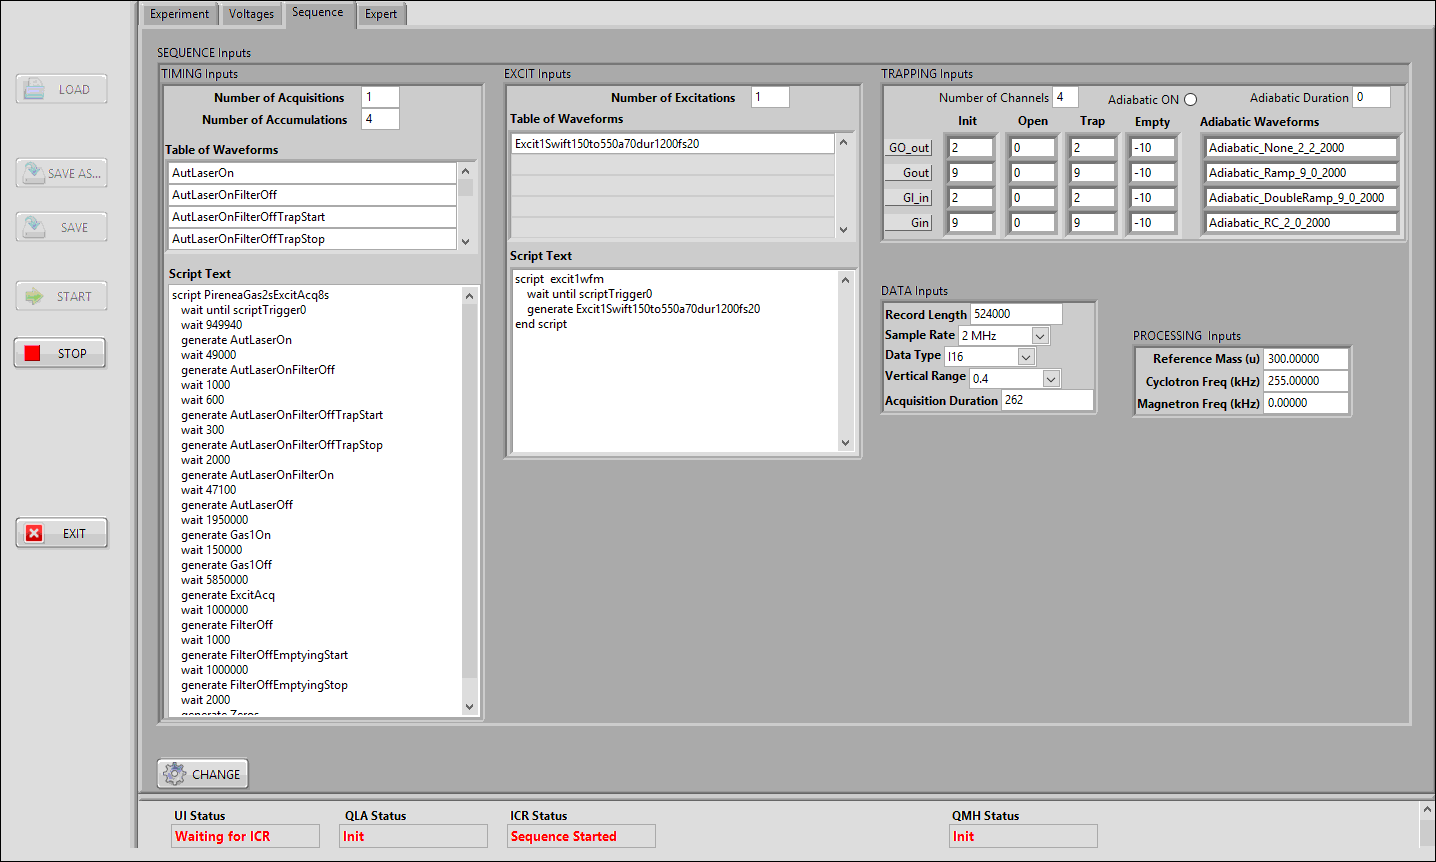 Experiment
Voltages
Sequence
Expert
LOAD
SAVE AS...
SAVE
START
STOP
EXIT
SEQUENCE Inputs
TIMING Inputs
Number of Acquisitions 1
Number of Accumulations 4
Table of Waveforms
AutLaserOn
AutLaserOnFilterOff
AutLaserOnFilterOffTrapStart
AutLaserOnFilterOffTrapStop
Script Text
script PireneaGas2sExcitAcq8s
wait until scriptTrigger0
wait 949940
generate AutLaserOn
wait 49000
generate AutLaserOnFilterOff
wait 1000
wait 600
generate AutLaserOnFilterOffTrapStart
wait 300
generate AutLaserOnFilterOffTrapStop
wait 2000
generate AutLaserOnFilterOn
wait 47100
generate AutLaserOff
wait 1950000
generate Gas1On
wait 150000
generate Gas1Off
wait 5850000
generate ExcitAcq
wait 1000000
generate FilterOff
wait 1000
generate FilterOffEmptyingStart
wait 1000000
generate FilterOffEmptyingStop
wait 2000
generate Zeros
EXCIT Inputs
Number of Excitations 1
Table of Waveforms
Excit1Swift150to550a70dur1200fs20
Script Text
script excit1wfm
wait until scriptTrigger0
generate Excit1Swift150to550a70dur1200fs20
end script
TRAPPING Inputs
Number of Channels 4 Adiabatic ON Adiabatic Duration 0
Init Open Trap Empty Adiabatic Waveforms
GO_out 2 0 2 -10 Adiabatic_None_2_2_2000
Gout 9 0 9 -10 Adiabatic_Ramp_9_0_2000
GI_in 2 0 2 -10 Adiabatic_DoubleRamp_9_0_2000
Gin 9 0 9 -10 Adiabatic_RC_2_0_2000
DATA Inputs
Record Length 524000
Sample Rate 2 MHz
Data Type I16
Vertical Range 0.4
Acquisition Duration 262
PROCESSING Inputs
Reference Mass (u) 300.00000
Cyclotron Freq (kHz) 255.00000
Magnetron Freq (kHz) 0.00000
CHANGE
UI Status
Waiting for ICR
QLA Status
Init
ICR Status
Sequence Started
QMH Status
Init